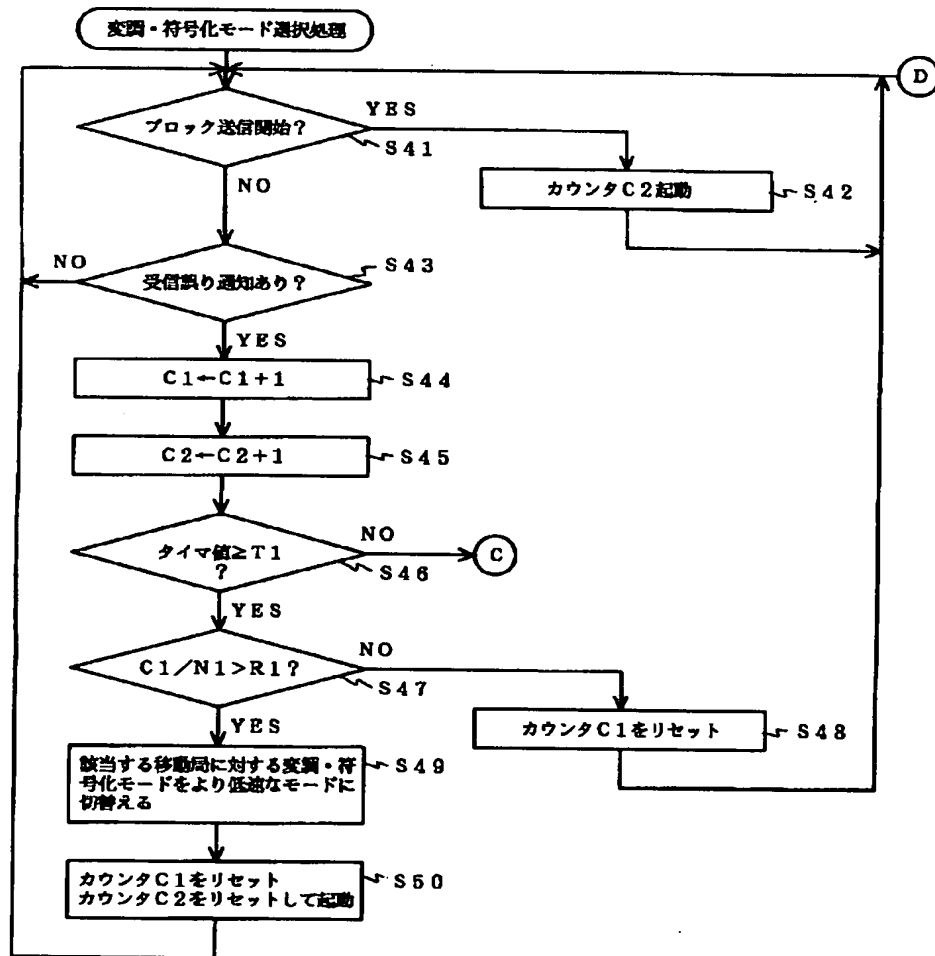 変調・符号化モード選択処理
D
ブロック送信開始?
YES
S41
NO
カウンタC2起動
S42
受信誤り通知あり?
NO
S43
YES
C1←C1+1
S44
C2←C2+1
S45
タイマ値≧T1
?
NO
S46
C
YES
C1/N1>R1?
NO
S47
YES
カウンタC1をリセット
S48
該当する移動局に対する変調・符
号化モードをより低速なモードに
切替える
S49
カウンタC1をリセット
カウンタC2をリセットして起動
S50